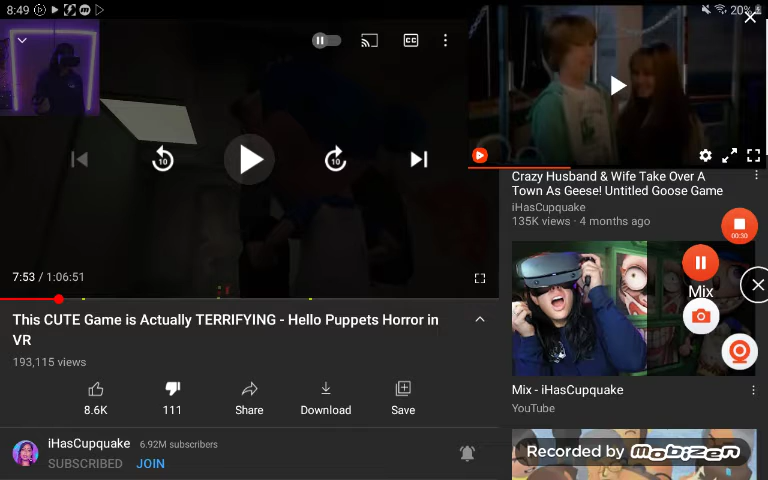 8:49
20%
CC
10
10
7:53 / 1:06:51
This CUTE Game is Actually TERRIFYING - Hello Puppets Horror in
VR
193,115 views
8.6K
111
Share
Download
Save
iHasCupquake 6.92M subscribers
SUBSCRIBED JOIN
Crazy Husband & Wife Take Over A
Town As Geese! Untitled Goose Game
iHasCupquake
135K views · 4 months ago
00:30
Mix
Mix - iHasCupquake
YouTube
Recorded by mobizen